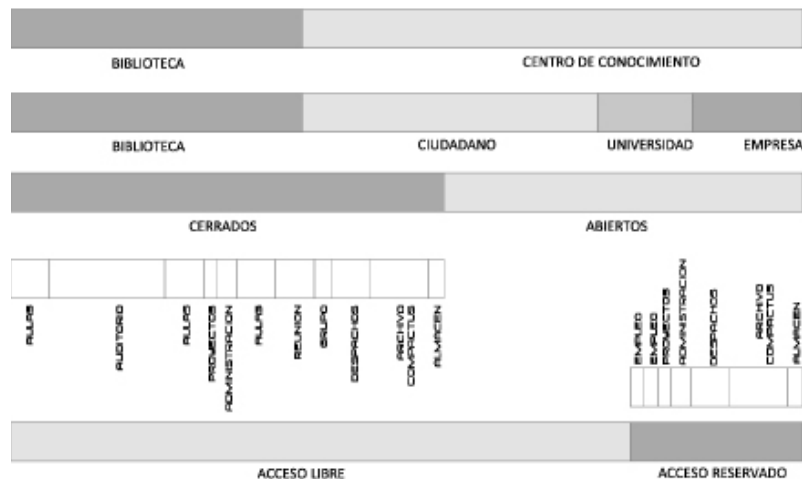 BIBLIOTECA CENTRO DE CONOCIMIENTO
BIBLIOTECA CIUDADANO UNIVERSIDAD EMPRESA
CERRADOS ABIERTOS
AULAS
AUDITORIO
AULAS
PROYECTOS
ADMINISTRACION
AULAS
REUNION
GRUPO
DESPACHOS
ARCHIVO
COMPACTUS
ALMACEN
EMPLEO
EMPLEO
PROYECTOS
ADMINISTRACION
DESPACHOS
ARCHIVO
COMPACTUS
ALMACEN
ACCESO LIBRE ACCESO RESERVADO